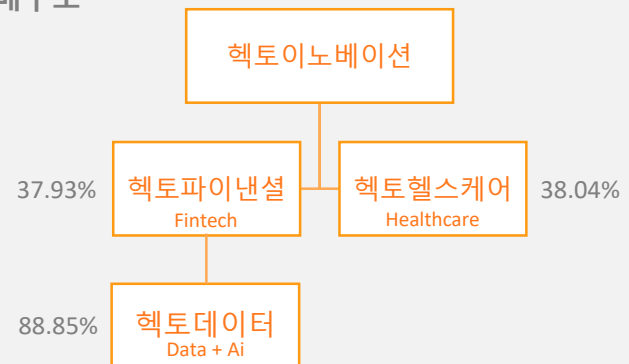 헥토이노베이션
37.93%
헥토파이낸셜
Fintech
헥토헬스케어
Healthcare
38.04%
88.85%
헥토데이터
Data + Ai